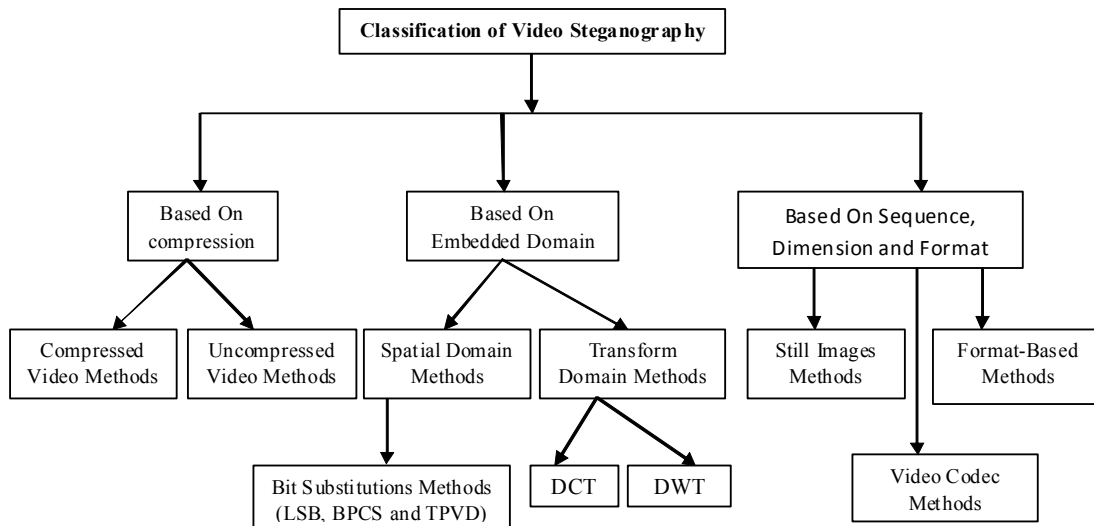 Classification of Video Steganography
Based On
compression
Based On
Embedded Domain
Based On Sequence,
Dimension and Format
Compressed
Video Methods
Uncompressed
Video Methods
Spatial Domain
Methods
Transform
Domain Methods
Still Images
Methods
Format-Based
Methods
Bit Substitutions Methods
(LSB, BPCS and TPVD)
DCT
DWT
Video Codec
Methods